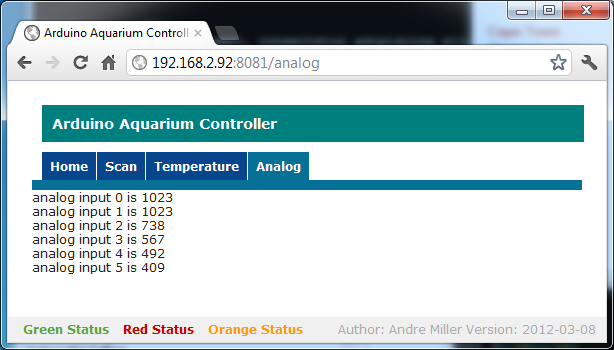 Arduino Aquarium Controll
192.168.2.92:8081/analog
Arduino Aquarium Controller
Home Scan Temperature Analog
analog input 0 is 1023
analog input 1 is 1023
analog input 2 is 738
analog input 3 is 567
analog input 4 is 492
analog input 5 is 409
Green Status Red Status Orange Status Author: Andre Miller Version: 2012-03-08